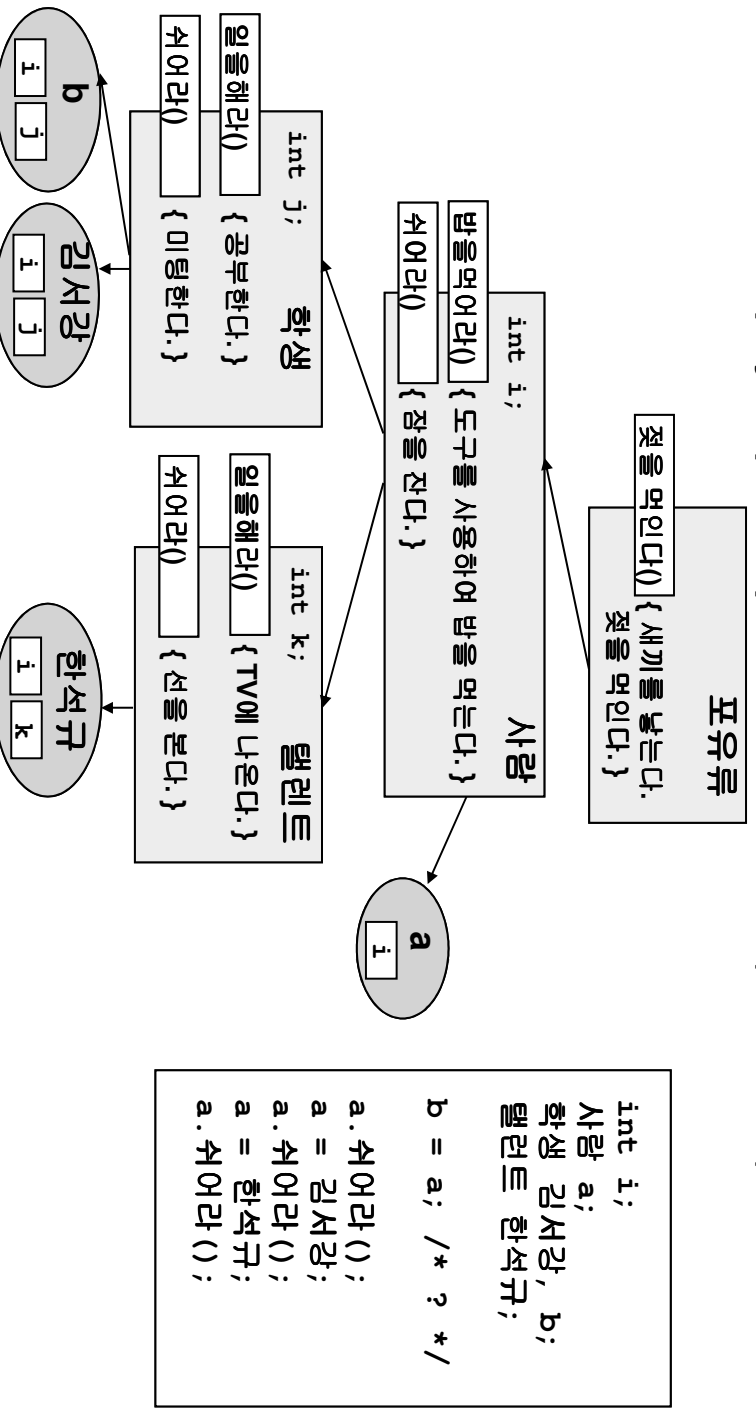 포유류
젖을 먹인다() { 새끼를 낳는다.
젖을 먹인다.}
사람
int i;
밥을먹어라() { 도구를 사용하여 밥을 먹는다.}
쉬어라() { 잠을 잔다.}
a
i
학생
int j;
일을해라() { 공부한다.}
쉬어라() { 미팅한다.}
탤렌트
int k;
일을해라() {TV에 나온다.}
쉬어라() { 선을 본다.}
b
i j
김서강
i j
한석규
i k
int i;
사람 a;
학생 김서강, b;
탤런트 한석규;
b = a; /* ? */
a.쉬어라();
a = 김서강;
a.쉬어라();
a = 한석규;
a.쉬어라();